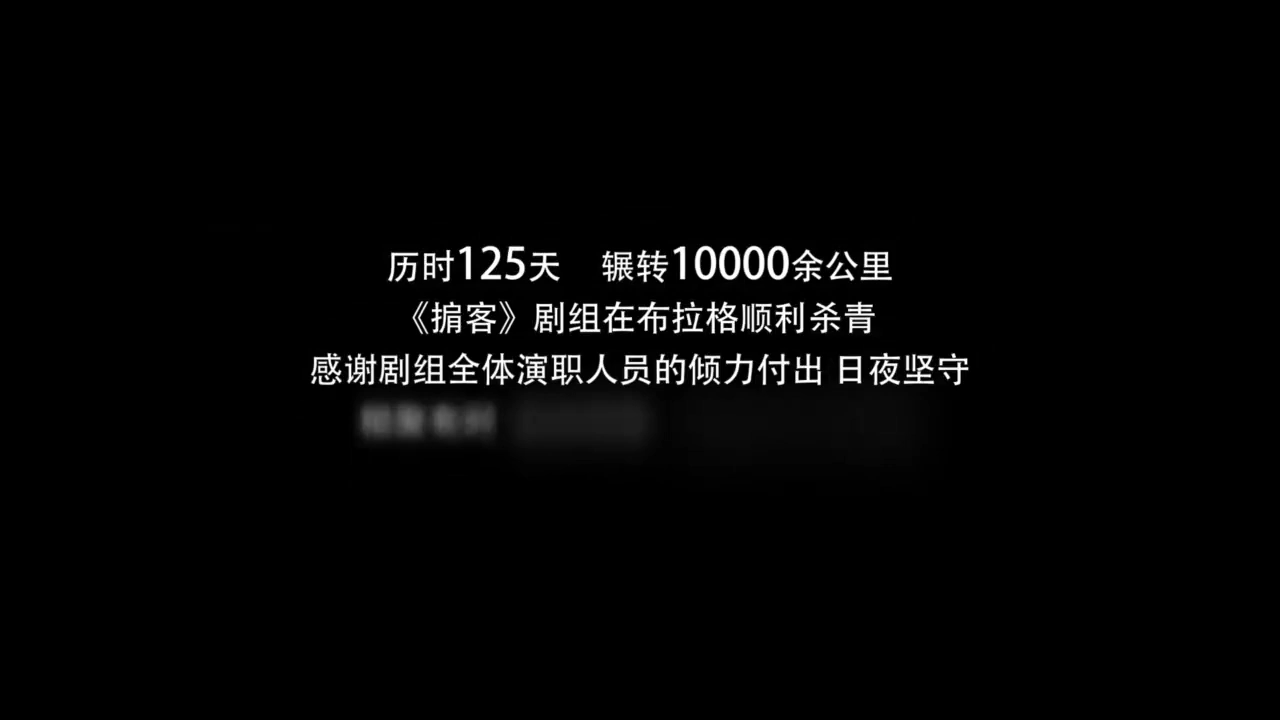 历时125天 辗转10000余公里
《掮客》剧组在布拉格顺利杀青
感谢剧组全体演职人员的倾力付出 日夜坚守